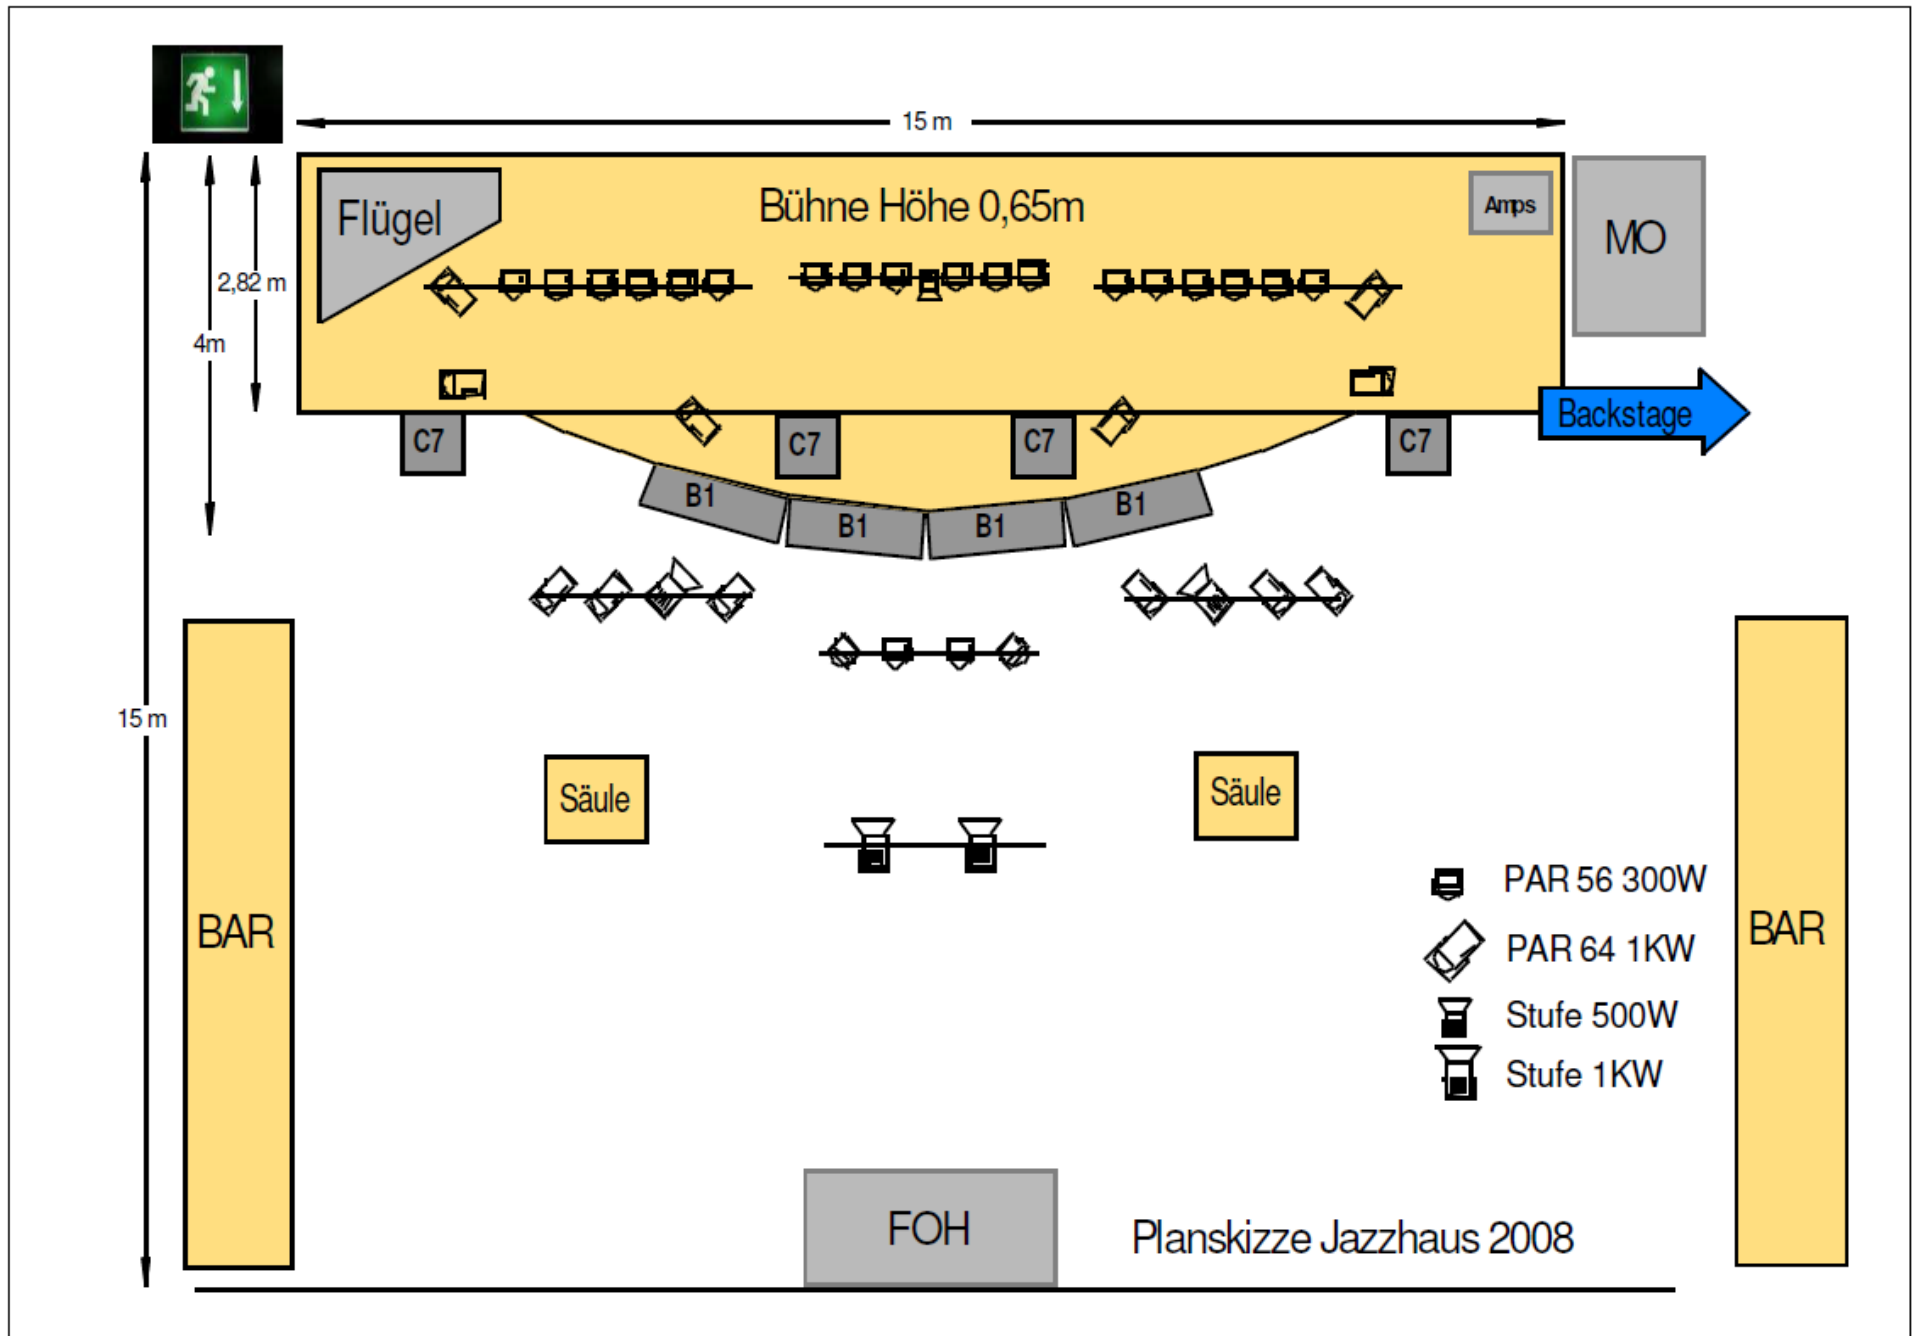 15 m
Flügel
Bühne Höhe 0,65m
Amps
MO
2,82 m
4m
Backstage
C7
C7
C7
C7
B1
B1
B1
B1
15 m
Säule
Säule
BAR
BAR
PAR 56 300W
PAR 64 1KW
Stufe 500W
Stufe 1KW
FOH
Planskizze Jazzhaus 2008